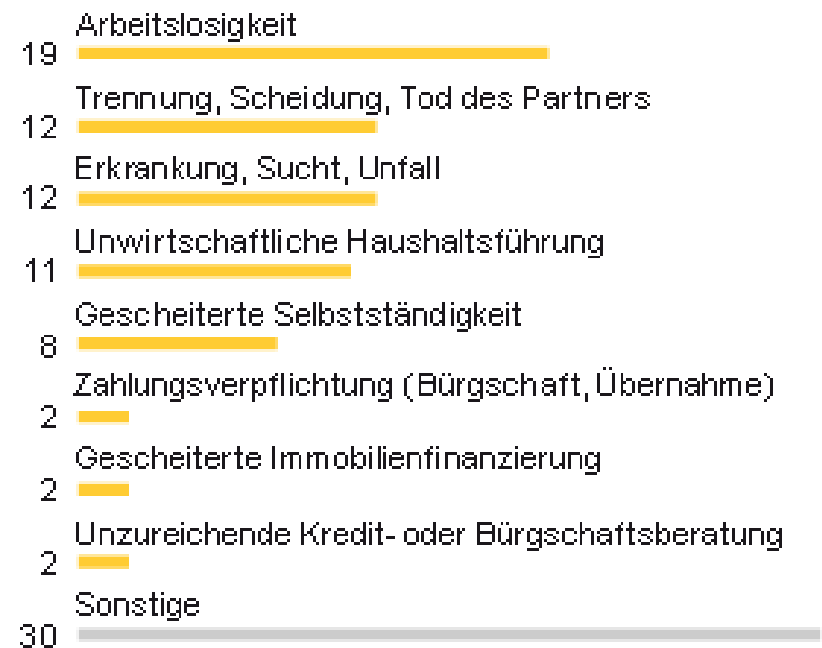 Arbeitslosigkeit
19
Trennung, Scheidung, Tod des Partners
12
Erkrankung, Sucht, Unfall
12
Unwirtschaftliche Haushaltsführung
11
Gescheiterte Selbstständigkeit
8
Zahlungsverpflichtung (Bürgschaft, Übernahme)
2
Gescheiterte Immobilienfinanzierung
2
Unzureichende Kredit- oder Bürgschaftsberatung
2
Sonstige
30